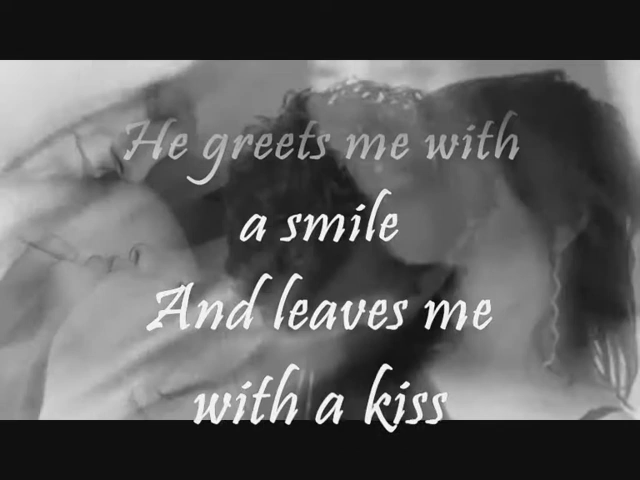 He greets me with
a smile
And leaves me
with a kiss